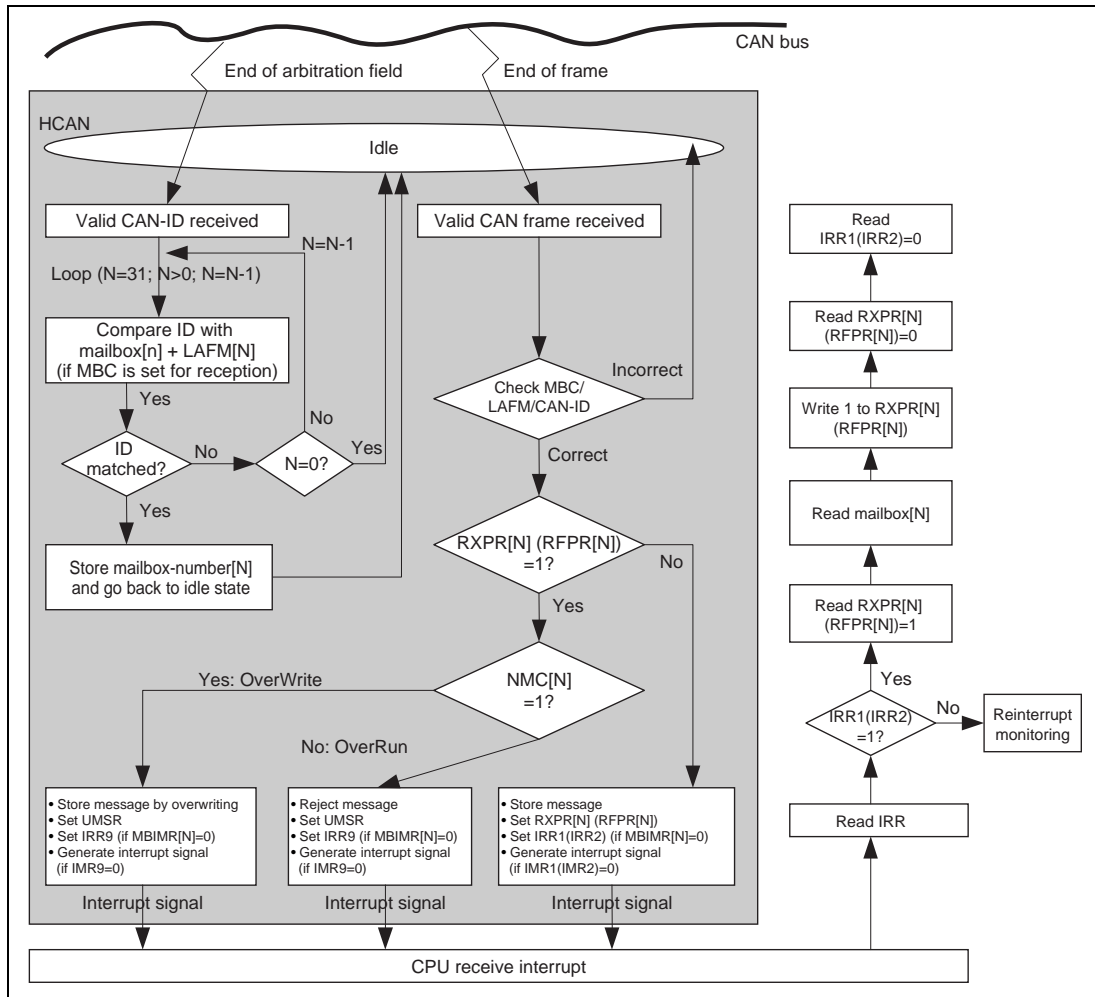 CAN bus
End of arbitration field
End of frame
HCAN
Idle
Valid CAN-ID received
N=N-1
Loop (N=31; N>0; N=N-1)
Compare ID with
mailbox[n] + LAFM[N]
(if MBC is set for reception)
Yes
ID
matched?
No
N=0?
No
Yes
Yes
Store mailbox-number[N]
and go back to idle state
Valid CAN frame received
Check MBC/
LAFM/CAN-ID
Incorrect
Correct
RXPR[N] (RFPR[N])
=1?
No
Yes
NMC[N]
=1?
Yes: OverWrite
No: OverRun
• Store message by overwriting
• Set UMSR
• Set IRR9 (if MBIMR[N]=0)
• Generate interrupt signal
(if IMR9=0)
• Reject message
• Set UMSR
• Set IRR9 (if MBIMR[N]=0)
• Generate interrupt signal
(if IMR9=0)
• Store message
• Set RXPR[N] (RFPR[N])
• Set IRR1(IRR2) (if MBIMR[N]=0)
• Generate interrupt signal
(if IMR1(IMR2)=0)
Interrupt signal
Interrupt signal
Interrupt signal
CPU receive interrupt
Read
IRR1(IRR2)=0
Read RXPR[N]
(RFPR[N])=0
Write 1 to RXPR[N]
(RFPR[N])
Read mailbox[N]
Read RXPR[N]
(RFPR[N])=1
Yes
IRR1(IRR2)
=1?
No
Reinterrupt
monitoring
Read IRR